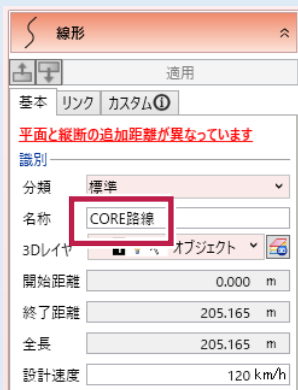 線形
適用
基本 リンク カスタム
平面と縦断の追加距離が異なっています
識別
分類 標準
名称 CORE路線
3Dレイヤ オブジェクト
開始距離 0.000 m
終了距離 205.165 m
全長 205.165 m
設計速度 120 km/h